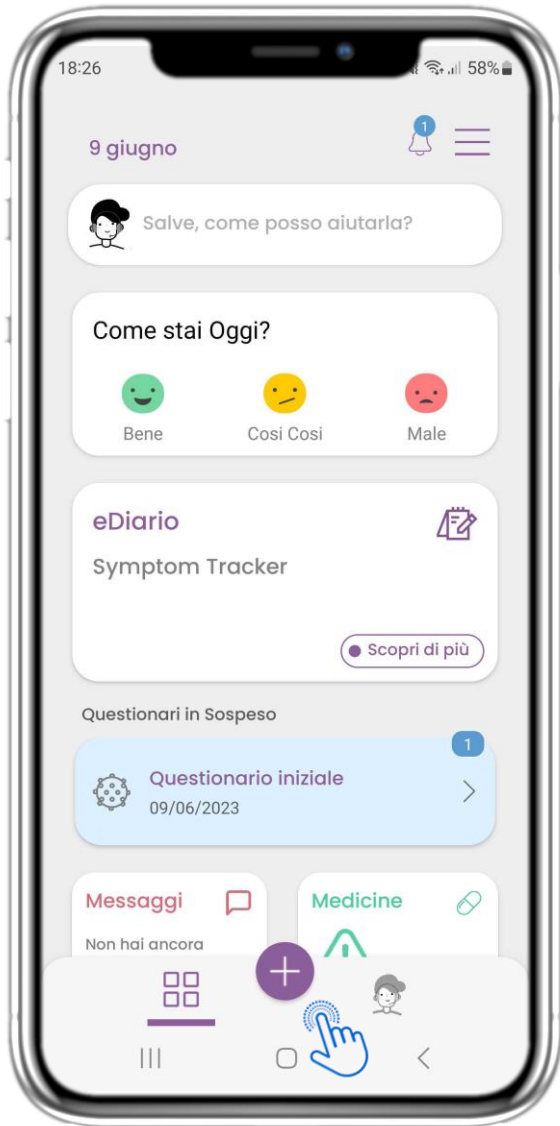 18:26
58%
9 giugno
1
Salve, come posso aiutarla?
Come stai Oggi?
Bene Cosi Cosi Male
eDiario
Symptom Tracker
Scopri di più
Questionari in Sospeso
1
Questionario iniziale
09/06/2023
Messaggi
Non hai ancora
Medicine